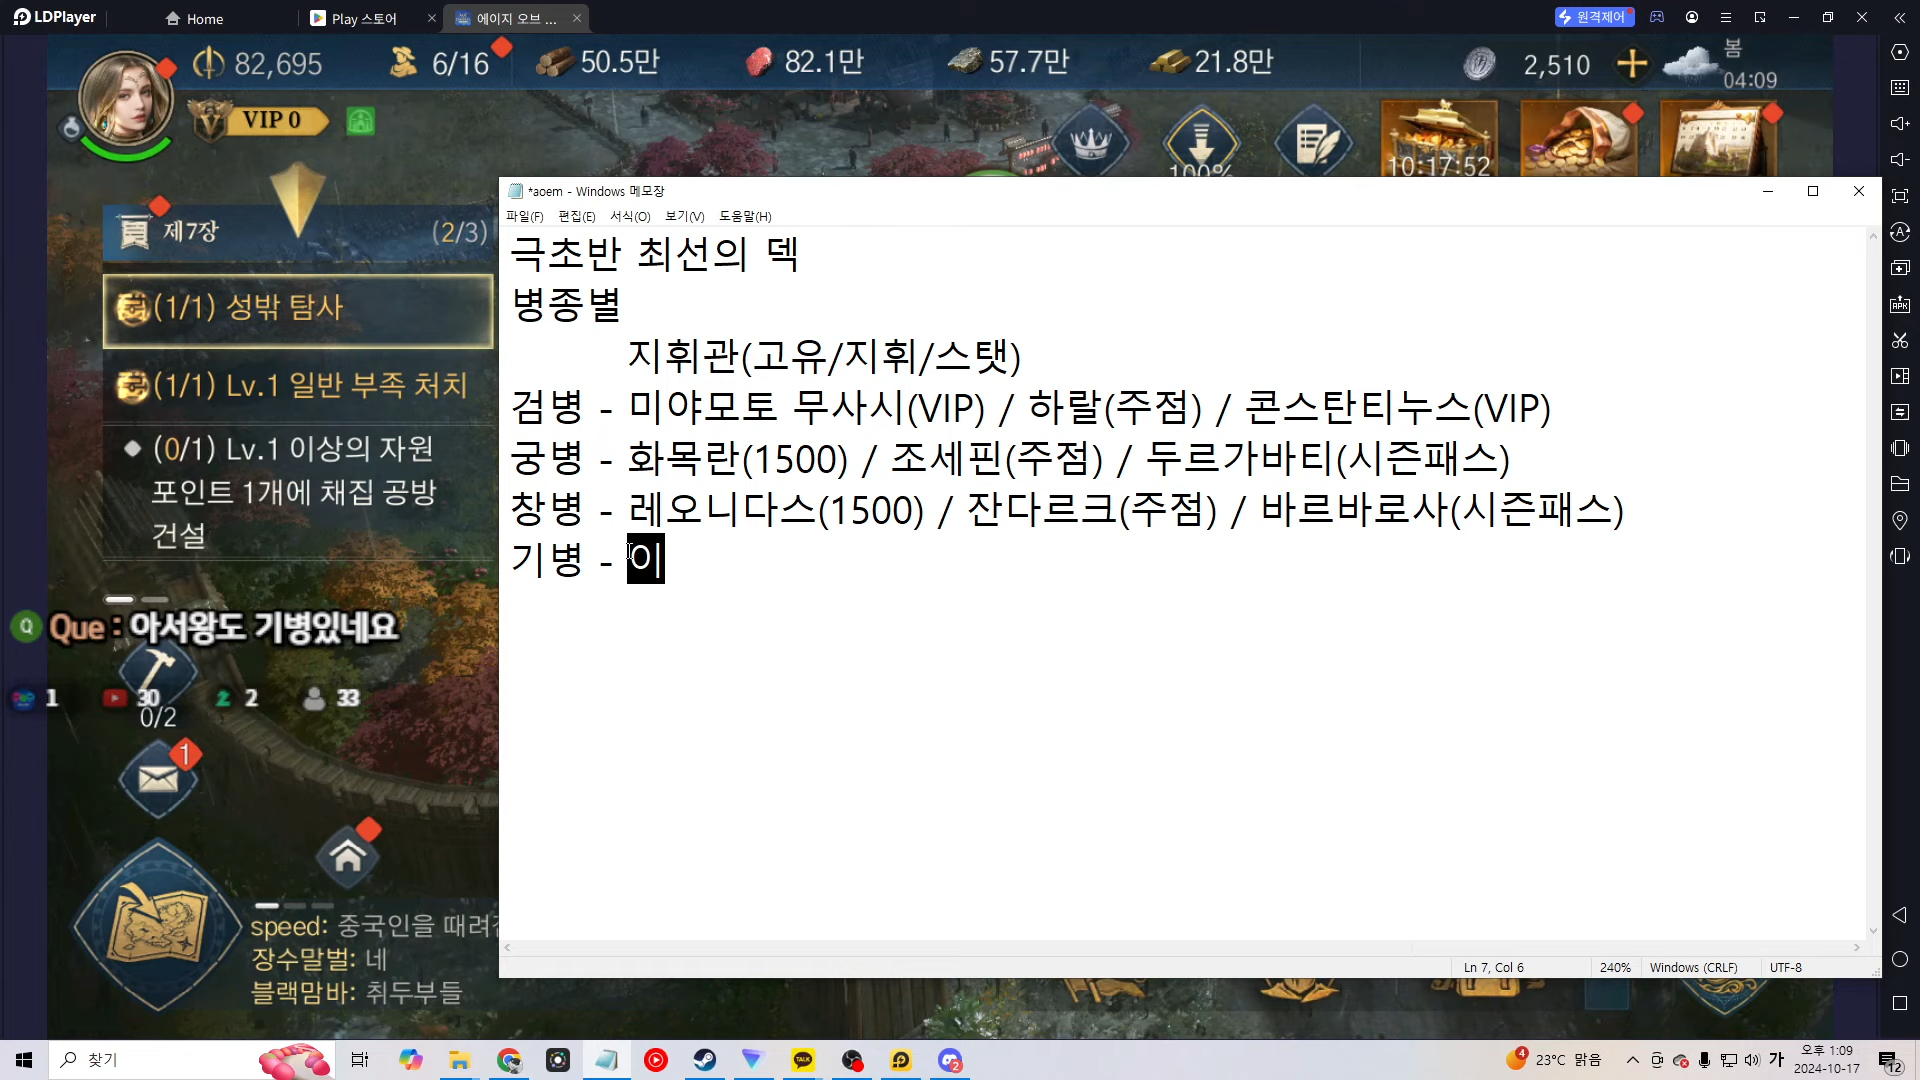 LDPlayer
Home
Play 스토어
에이지 오브 ...
원격제어
82,695
6/16
50.5만
82.1만
57.7만
21.8만
2,510
봄
04:09
VIP 0
100%
10:17:52
제7장
(2/3)
(1/1) 성밖 탐사
(1/1) Lv.1 일반 부족 처치
(0/1) Lv.1 이상의 자원
포인트 1개에 채집 공방
건설
*aoem - Windows 메모장
파일(F) 편집(E) 서식(O) 보기(V) 도움말(H)
극초반 최선의 덱
병종별
지휘관(고유/지휘/스탯)
검병 - 미야모토 무사시(VIP) / 하랄(주점) / 콘스탄티누스(VIP)
궁병 - 화목란(1500) / 조세핀(주점) / 두르가바티(시즌패스)
창병 - 레오니다스(1500) / 잔다르크(주점) / 바르바로사(시즌패스)
기병 - 이
Ln 7, Col 6
240%
Windows (CRLF)
UTF-8
Q
Que : 아서왕도 기병있네요
1
30
2
33
0/2
1
speed: 중국인을 때려
장수말벌: 네
블랙맘바: 취두부들
찾기
TALK
2
4
23°C 맑음
가
오후 1:09
2024-10-17
12